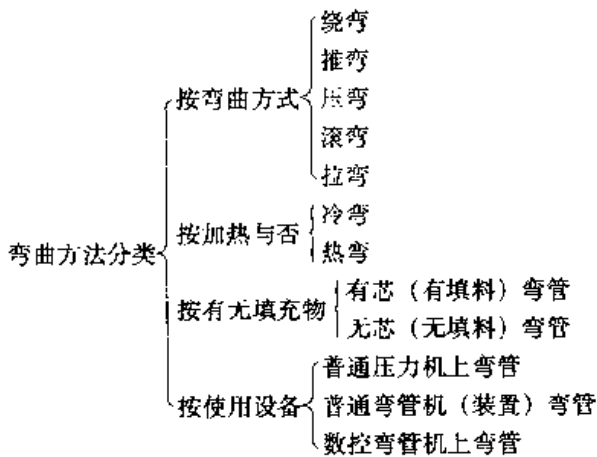 弯曲方法分类
按弯曲方式
绕弯
推弯
压弯
滚弯
拉弯
按加热与否
冷弯
热弯
按有无填充物
有芯（有填料）弯管
无芯（无填料）弯管
按使用设备
普通压力机上弯管
普通弯管机（装置）弯管
数控弯管机上弯管